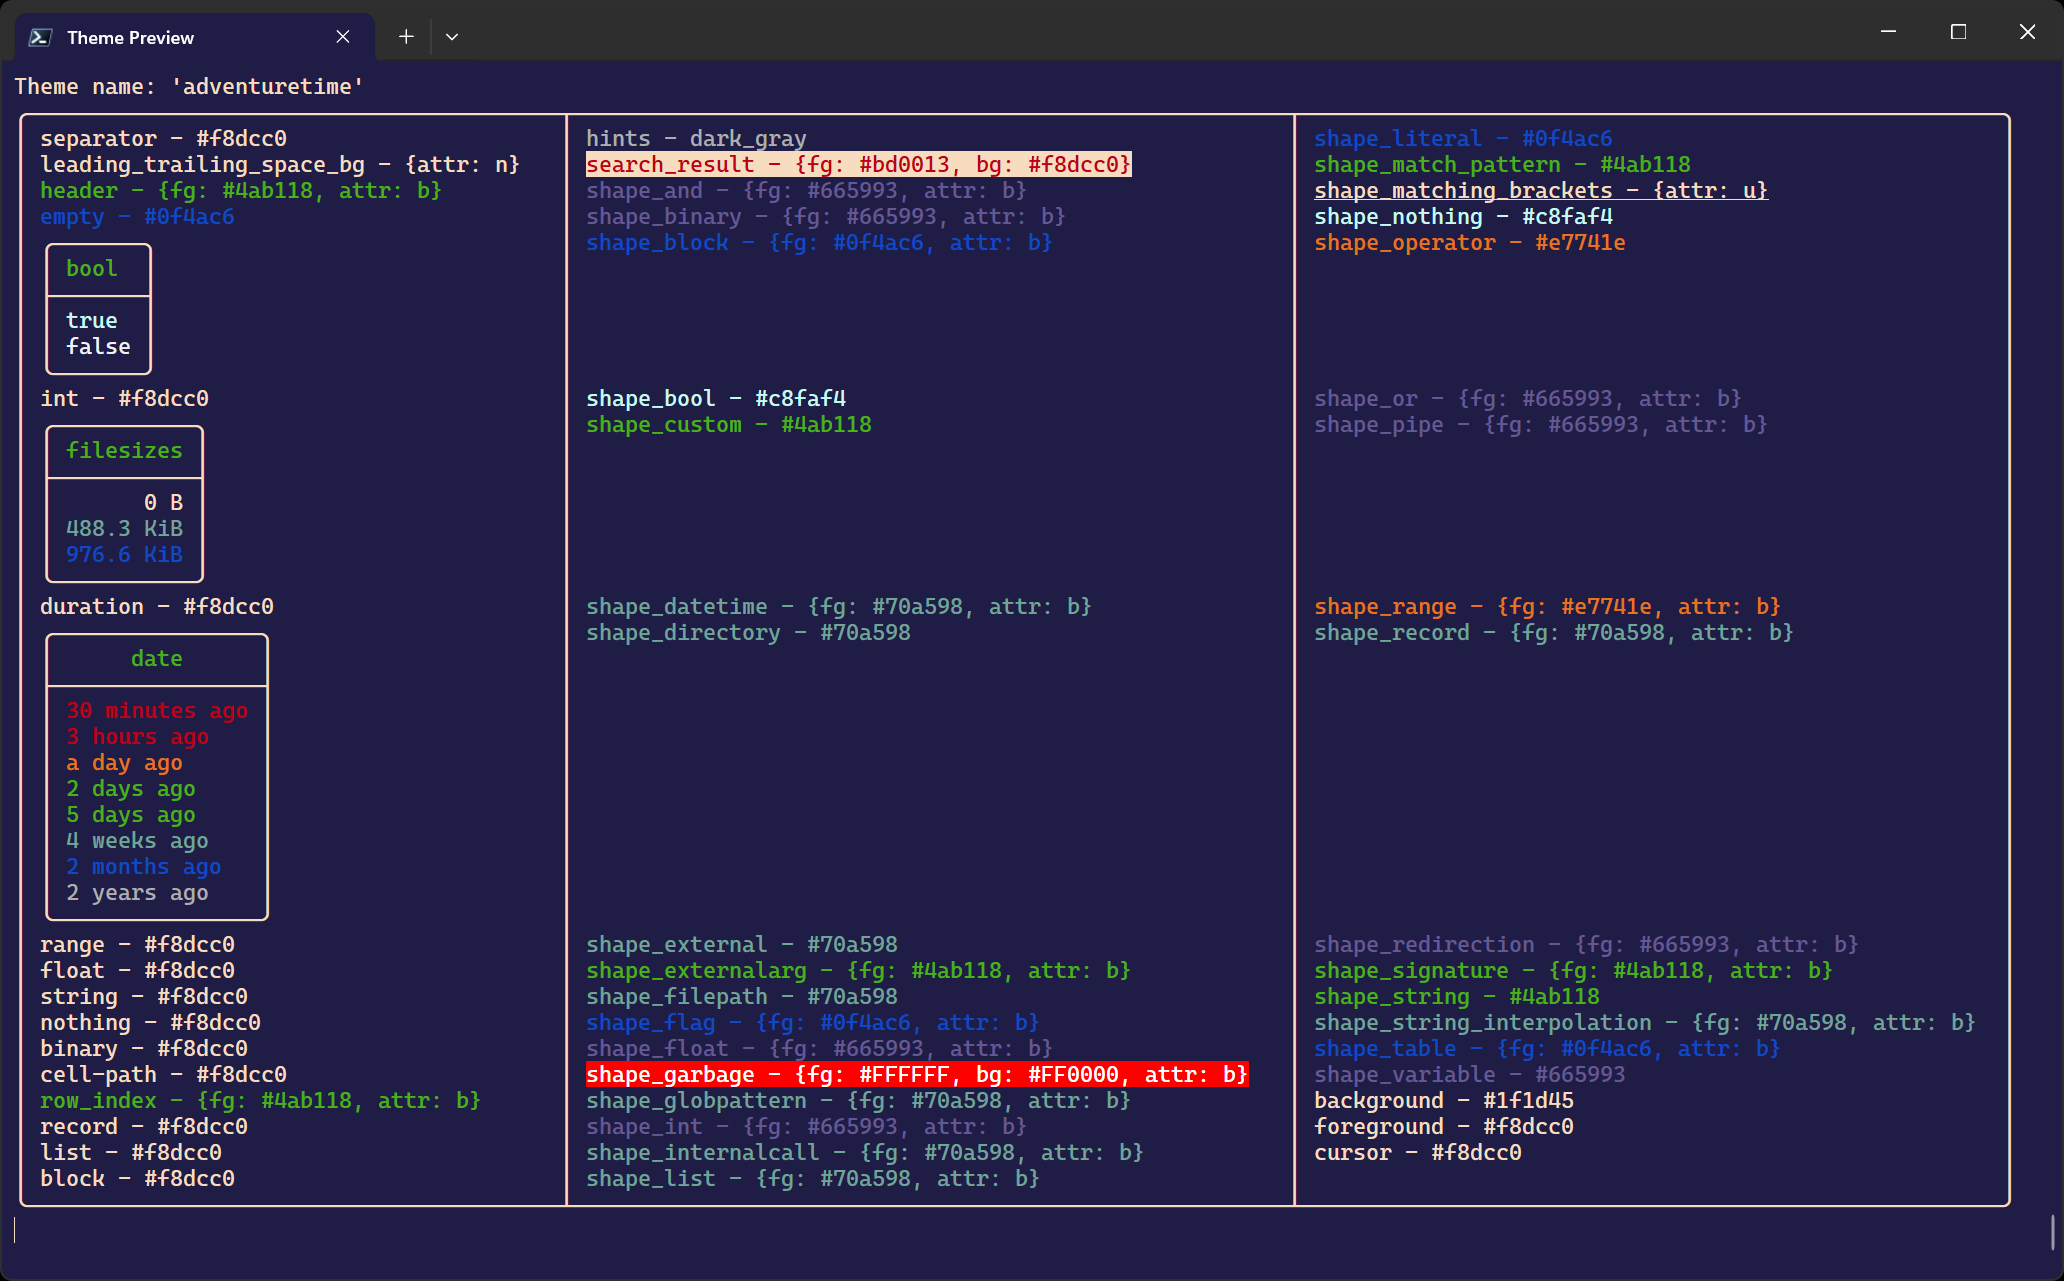 Theme Preview
Theme name: 'adventuretime'
separator - #f8dcc0
leading_trailing_space_bg - {attr: n}
header - {fg: #4ab118, attr: b}
empty - #0f4ac6
bool
true
false
int - #f8dcc0
filesizes
0 B
488.3 KiB
976.6 KiB
duration - #f8dcc0
date
30 minutes ago
3 hours ago
a day ago
2 days ago
5 days ago
4 weeks ago
2 months ago
2 years ago
range - #f8dcc0
float - #f8dcc0
string - #f8dcc0
nothing - #f8dcc0
binary - #f8dcc0
cell-path - #f8dcc0
row_index - {fg: #4ab118, attr: b}
record - #f8dcc0
list - #f8dcc0
block - #f8dcc0
hints - dark_gray
search_result - {fg: #bd0013, bg: #f8dcc0}
shape_and - {fg: #665993, attr: b}
shape_binary - {fg: #665993, attr: b}
shape_block - {fg: #0f4ac6, attr: b}
shape_bool - #c8faf4
shape_custom - #4ab118
shape_datetime - {fg: #70a598, attr: b}
shape_directory - #70a598
shape_external - #70a598
shape_externalarg - {fg: #4ab118, attr: b}
shape_filepath - #70a598
shape_flag - {fg: #0f4ac6, attr: b}
shape_float - {fg: #665993, attr: b}
shape_garbage - {fg: #FFFFFF, bg: #FF0000, attr: b}
shape_globpattern - {fg: #70a598, attr: b}
shape_int - {fg: #665993, attr: b}
shape_internalcall - {fg: #70a598, attr: b}
shape_list - {fg: #70a598, attr: b}
shape_literal - #0f4ac6
shape_match_pattern - #4ab118
shape_matching_brackets - {attr: u}
shape_nothing - #c8faf4
shape_operator - #e7741e
shape_or - {fg: #665993, attr: b}
shape_pipe - {fg: #665993, attr: b}
shape_range - {fg: #e7741e, attr: b}
shape_record - {fg: #70a598, attr: b}
shape_redirection - {fg: #665993, attr: b}
shape_signature - {fg: #4ab118, attr: b}
shape_string - #4ab118
shape_string_interpolation - {fg: #70a598, attr: b}
shape_table - {fg: #0f4ac6, attr: b}
shape_variable - #665993
background - #1f1d45
foreground - #f8dcc0
cursor - #f8dcc0